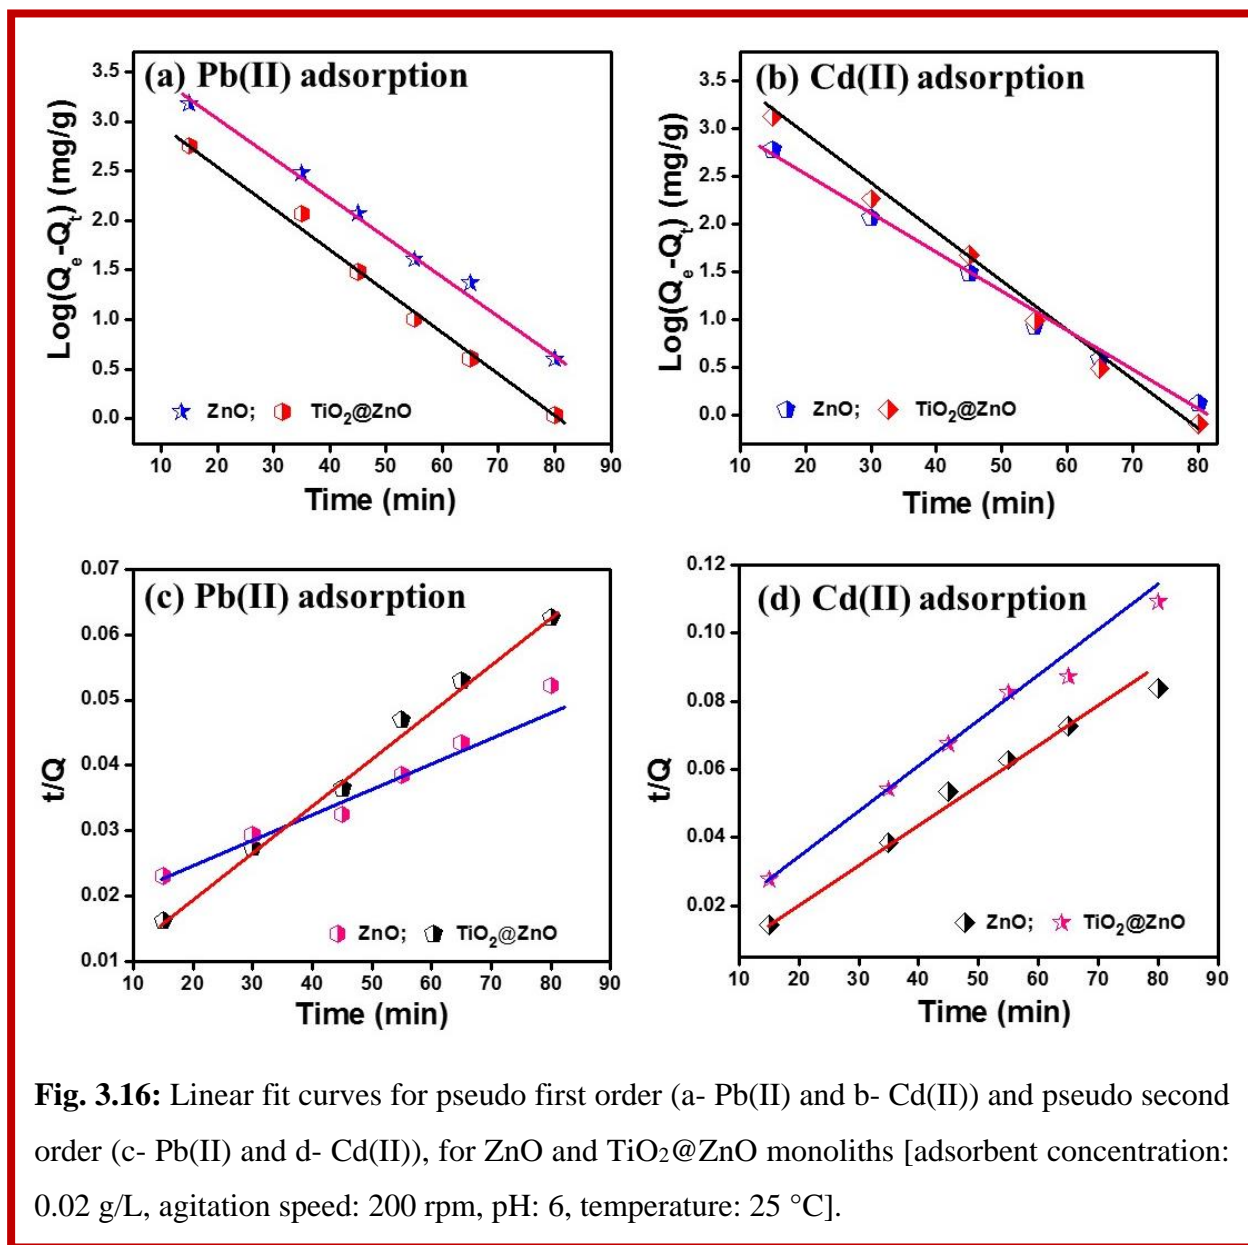 (a) Pb(II) adsorption
Log(Qe-Qt) (mg/g)
3.5
3.0
2.5
2.0
1.5
1.0
0.5
0.0
ZnO; TiO2@ZnO
10 20 30 40 50 60 70 80 90
Time (min)
(b) Cd(II) adsorption
Log(Qe-Qt) (mg/g)
3.5
3.0
2.5
2.0
1.5
1.0
0.5
0.0
ZnO; TiO2@ZnO
10 20 30 40 50 60 70 80
Time (min)
(c) Pb(II) adsorption
t/Q
0.07
0.06
0.05
0.04
0.03
0.02
0.01
ZnO; TiO2@ZnO
10 20 30 40 50 60 70 80 90
Time (min)
(d) Cd(II) adsorption
t/Q
0.12
0.10
0.08
0.06
0.04
0.02
ZnO; TiO2@ZnO
10 20 30 40 50 60 70 80 90
Time (min)
Fig. 3.16: Linear fit curves for pseudo first order (a- Pb(II) and b- Cd(II)) and pseudo second
order (c- Pb(II) and d- Cd(II)), for ZnO and TiO2@ZnO monoliths [adsorbent concentration:
0.02 g/L, agitation speed: 200 rpm, pH: 6, temperature: 25 °C].